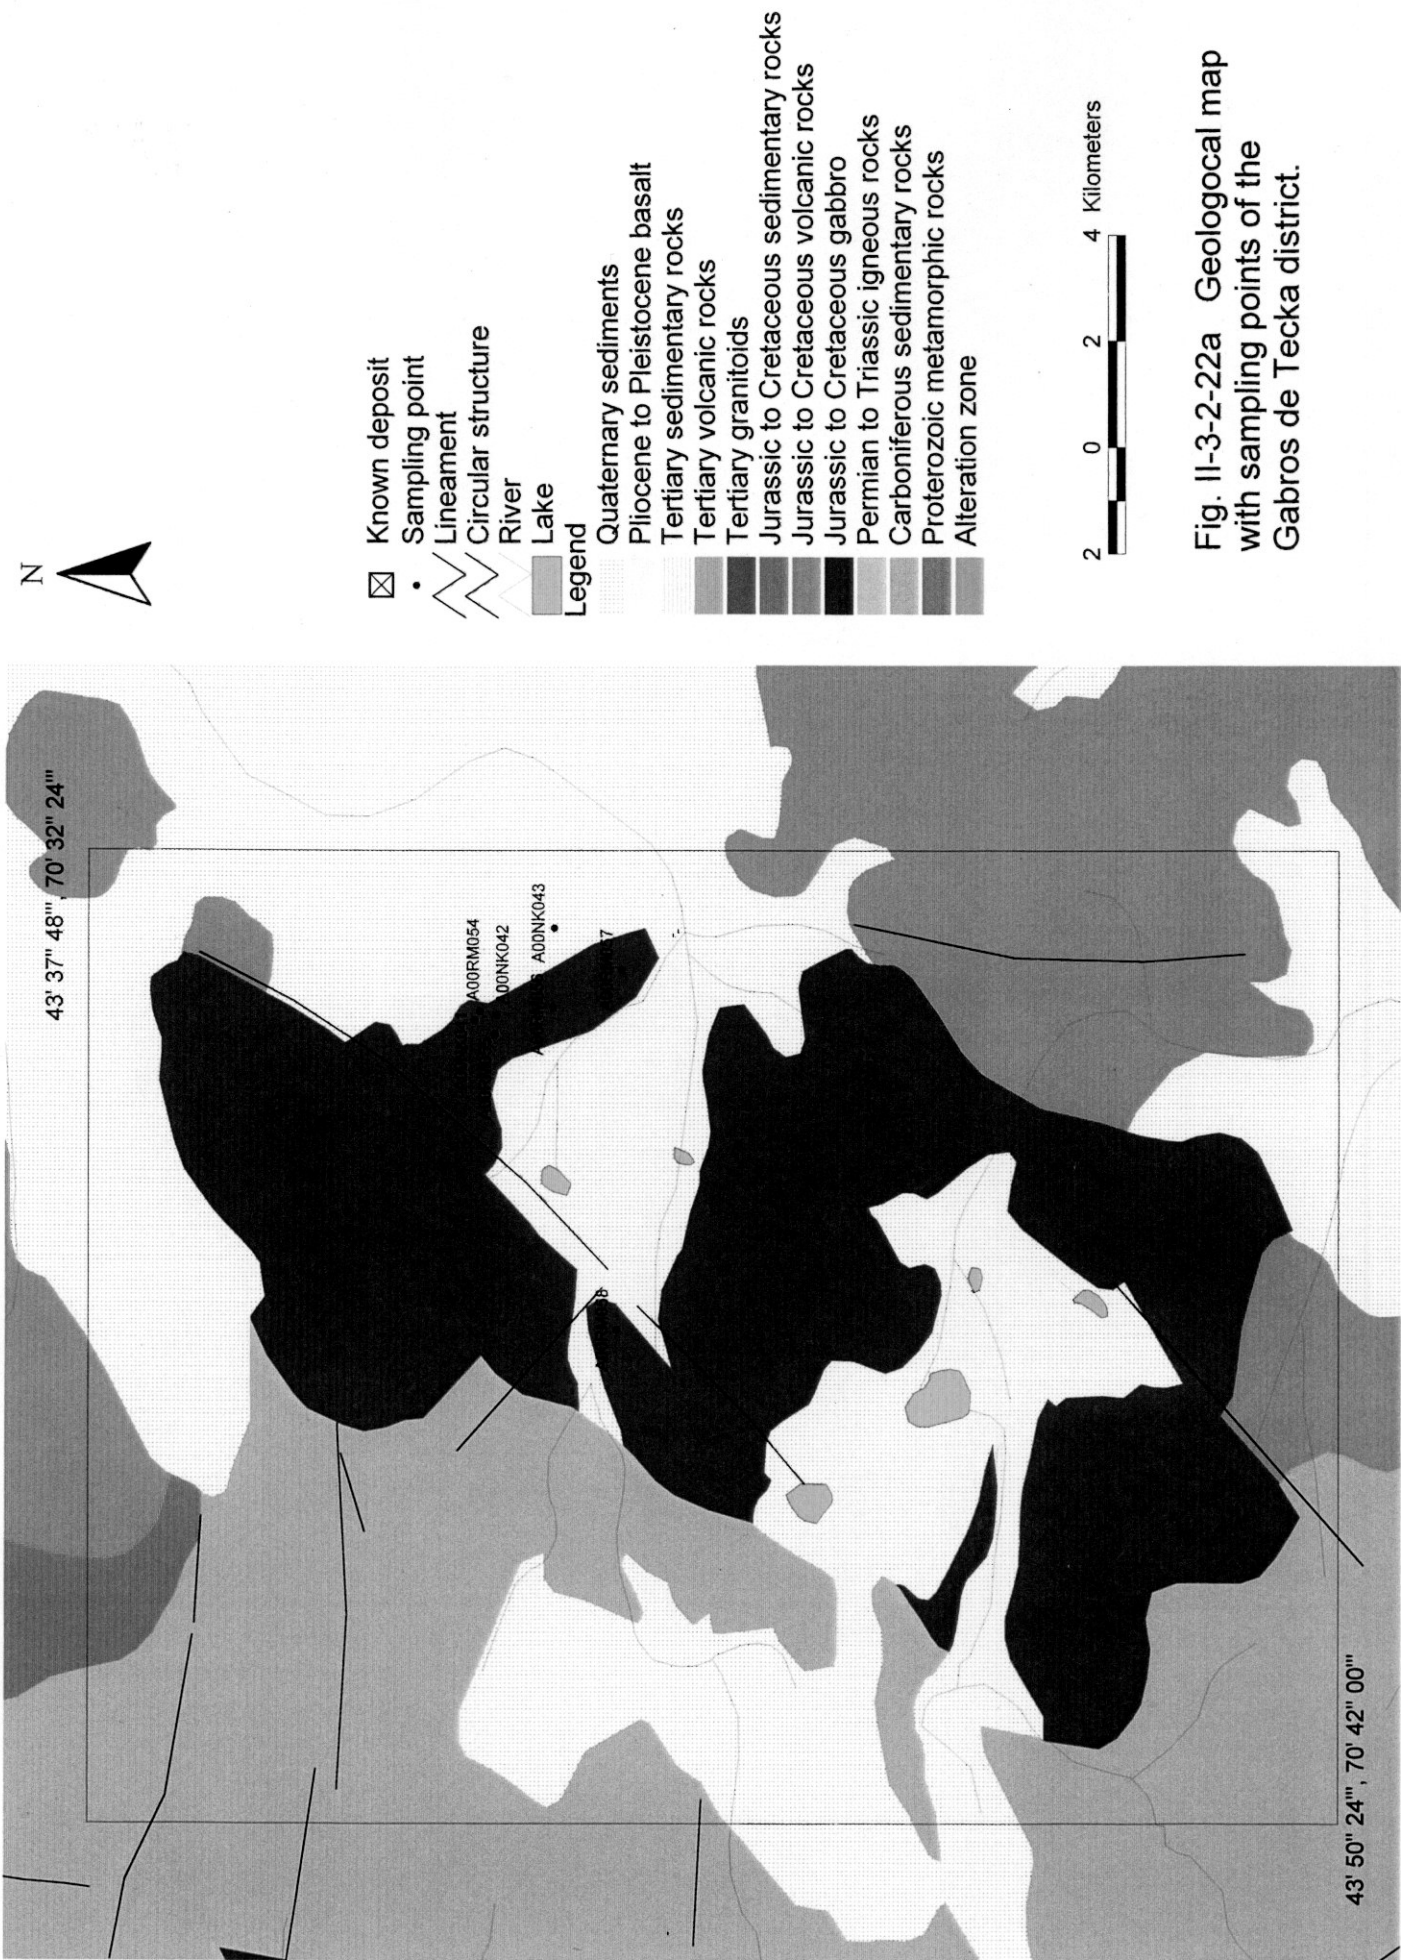 N
43' 37" 48"', 70' 32" 24"'
A00RM054
A00NK042
A00NK043
43' 50" 24"', 70' 42" 00"'
Known deposit
Sampling point
Lineament
Circular structure
River
Lake
Legend
Quaternary sediments
Pliocene to Pleistocene basalt
Tertiary sedimentary rocks
Tertiary volcanic rocks
Tertiary granitoids
Jurassic to Cretaceous sedimentary rocks
Jurassic to Cretaceous volcanic rocks
Jurassic to Cretaceous gabbro
Permian to Triassic igneous rocks
Carboniferous sedimentary rocks
Proterozoic metamorphic rocks
Alteration zone
2 0 2 4 Kilometers
Fig. II-3-2-22a Geologocal map
with sampling points of the
Gabros de Tecka district.